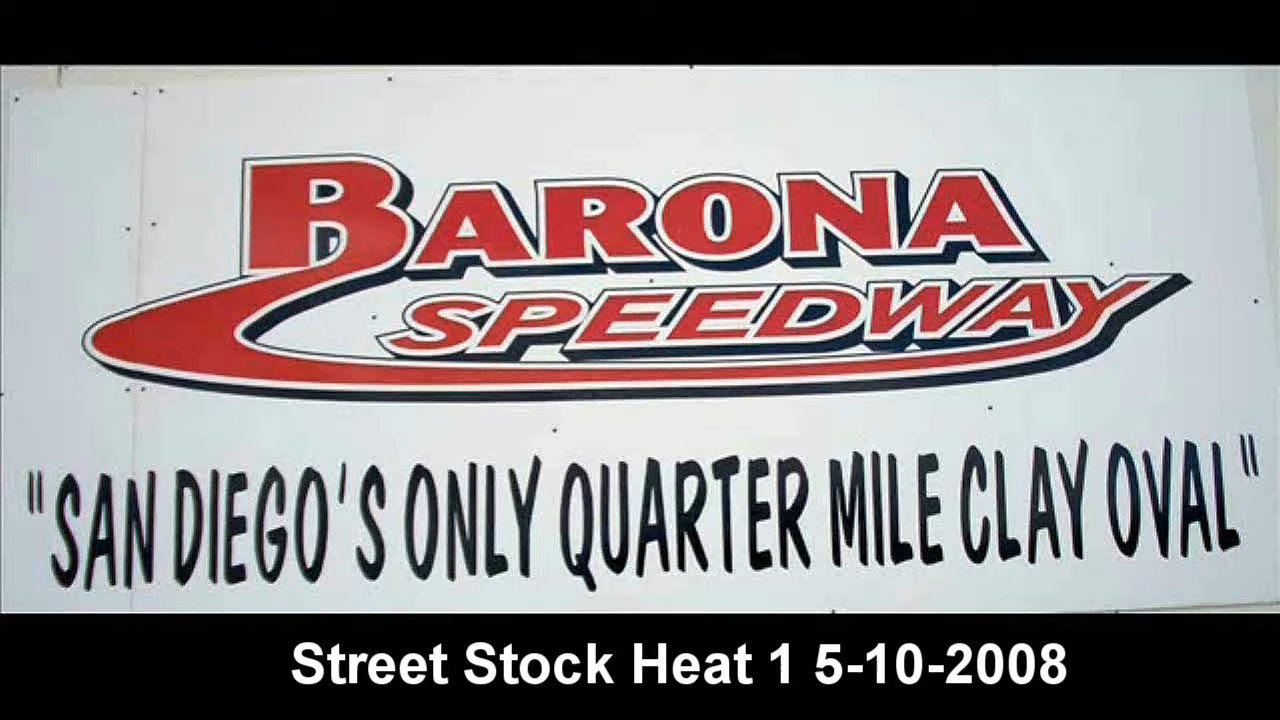 BARONA
SPEEDWAY
"SAN DIEGO'S ONLY QUARTER MILE CLAY OVAL"
Street Stock Heat 1 5-10-2008